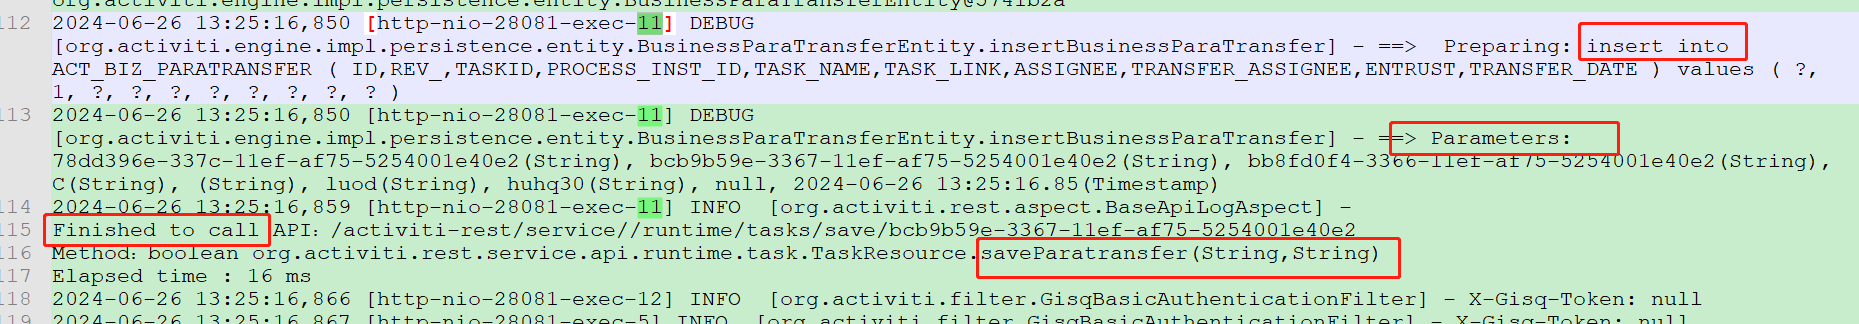 org.activiti.engine.impl.persistence.entity.BusinessParaTransferEntity@5741b2a
112 2024-06-26 13:25:16,850 [http-nio-28081-exec-11] DEBUG
[org.activiti.engine.impl.persistence.entity.BusinessParaTransferEntity.insertBusinessParaTransfer] - ==>  Preparing: insert into
ACT_BIZ_PARATRANSFER ( ID,REV_,TASKID,PROCESS_INST_ID,TASK_NAME,TASK_LINK,ASSIGNEE,TRANSFER_ASSIGNEE,ENTRUST,TRANSFER_DATE ) values ( ?,
1, ?, ?, ?, ?, ?, ?, ?, ? )
113 2024-06-26 13:25:16,850 [http-nio-28081-exec-11] DEBUG
[org.activiti.engine.impl.persistence.entity.BusinessParaTransferEntity.insertBusinessParaTransfer] - ==> Parameters:
78dd396e-337c-11ef-af75-5254001e40e2(String), bcb9b59e-3367-11ef-af75-5254001e40e2(String), bb8fd0f4-3366-11ef-af75-5254001e40e2(String),
C(String), (String), luod(String), huhq30(String), null, 2024-06-26 13:25:16.85(Timestamp)
114 2024-06-26 13:25:16,859 [http-nio-28081-exec-11] INFO  [org.activiti.rest.aspect.BaseApiLogAspect] -
115 Finished to call API: /activiti-rest/service//runtime/tasks/save/bcb9b59e-3367-11ef-af75-5254001e40e2
116 Method: boolean org.activiti.rest.service.api.runtime.task.TaskResource.saveParatransfer(String,String)
117 Elapsed time : 16 ms
118 2024-06-26 13:25:16,866 [http-nio-28081-exec-12] INFO  [org.activiti.filter.GisqBasicAuthenticationFilter] - X-Gisq-Token: null
119 2024-06-26 13:25:16,867 [http-nio-28081-exec-5] INFO  [org.activiti.filter.GisqBasicAuthenticationFilter] - X-Gisq-Token: null